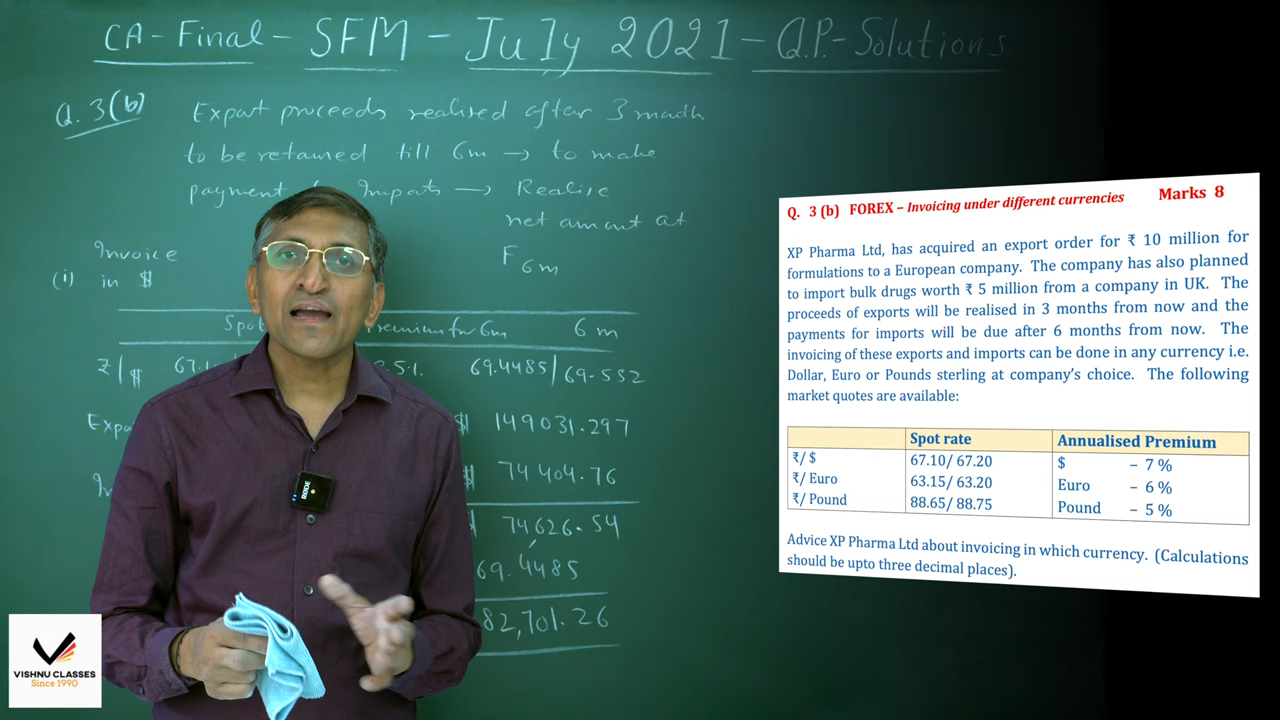 CA-Final - SFM - July 2021 - Q.P.-Solutions
Q. 3(b)
Export proceeds realised after 3 month
to be retained till 6m → to make
payment Imports → Realise
net amount at
F6m
Invoice
(i) in $
Spot 6m 6 m
₹/$ 67.1 69.4485/69.552
$ 149031.297
$ 74404.76
74626.54
69.4485
82,701.26
REMOVE
Q. 3 (b) FOREX – Invoicing under different currencies Marks 8
XP Pharma Ltd, has acquired an export order for ₹ 10 million for
formulations to a European company. The company has also planned
to import bulk drugs worth ₹ 5 million from a company in UK. The
proceeds of exports will be realised in 3 months from now and the
payments for imports will be due after 6 months from now. The
invoicing of these exports and imports can be done in any currency i.e.
Dollar, Euro or Pounds sterling at company's choice. The following
market quotes are available:
Spot rate Annualised Premium
₹/ $ 67.10/ 67.20 $ – 7 %
₹/ Euro 63.15/ 63.20 Euro – 6 %
₹/ Pound 88.65/ 88.75 Pound – 5 %
Advice XP Pharma Ltd about invoicing in which currency. (Calculations
should be upto three decimal places).
VISHNU CLASSES
Since 1990